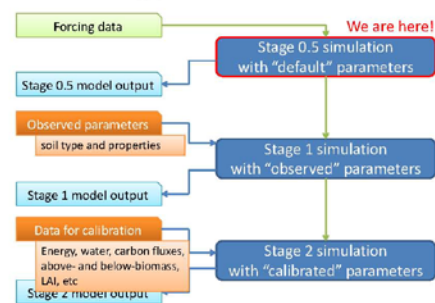 Forcing data
We are here!
Stage 0.5 simulation
with "default" parameters
Stage 0.5 model output
Observed parameters
soil type and properties
Stage 1 simulation
with "observed" parameters
Stage 1 model output
Data for calibration
Energy, water, carbon fluxes,
above- and below-biomass,
LAI, etc
Stage 2 simulation
with "calibrated" parameters
Stage 2 model output